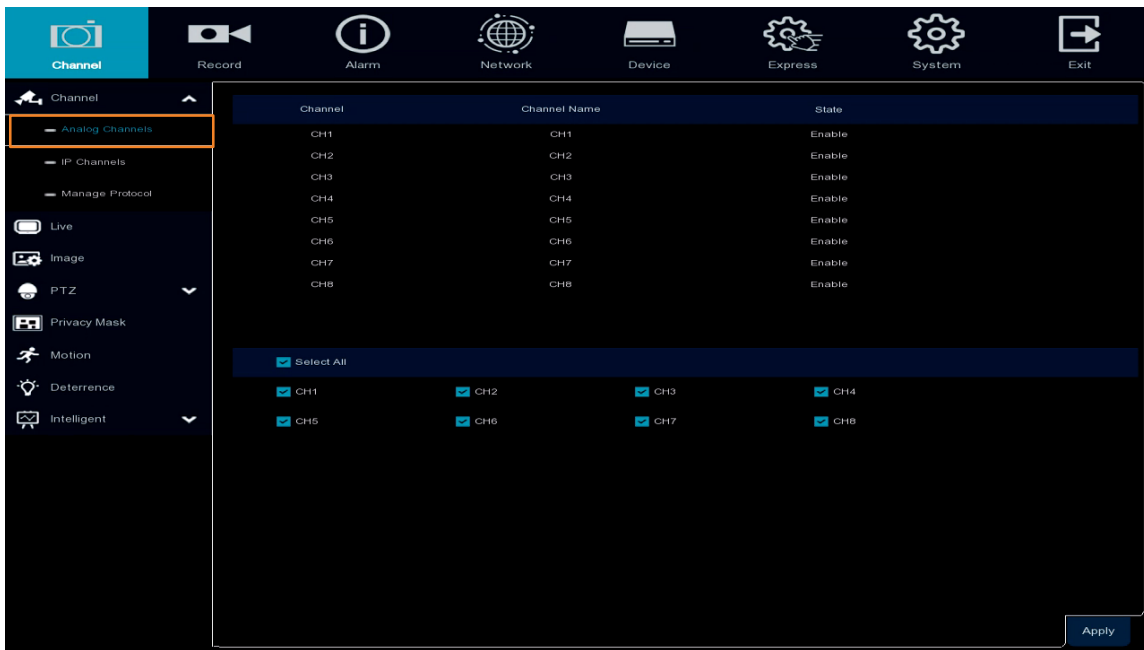 Channel Record Alarm Network Device Express System Exit
Channel
Analog Channels
IP Channels
Manage Protocol
Live
Image
PTZ
Privacy Mask
Motion
Deterrence
Intelligent
Channel Channel Name State
CH1 CH1 Enable
CH2 CH2 Enable
CH3 CH3 Enable
CH4 CH4 Enable
CH5 CH5 Enable
CH6 CH6 Enable
CH7 CH7 Enable
CH8 CH8 Enable
Select All
CH1 CH2 CH3 CH4
CH5 CH6 CH7 CH8
Apply